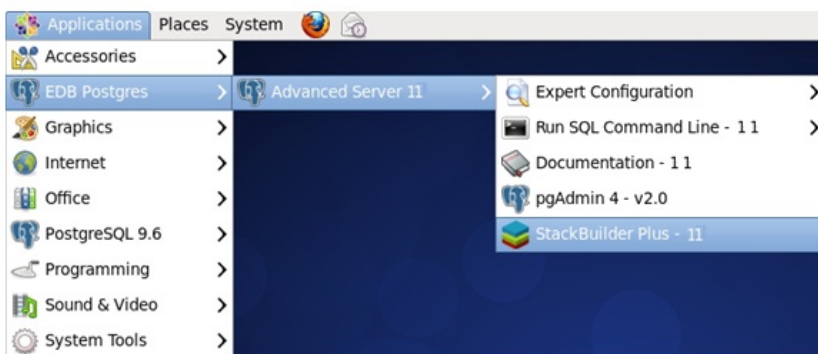 Applications Places System
Accessories
EDB Postgres
Graphics
Internet
Office
PostgreSQL 9.6
Programming
Sound & Video
System Tools
Advanced Server 11
Expert Configuration
Run SQL Command Line - 11
Documentation - 11
pgAdmin 4 - v2.0
StackBuilder Plus - 11